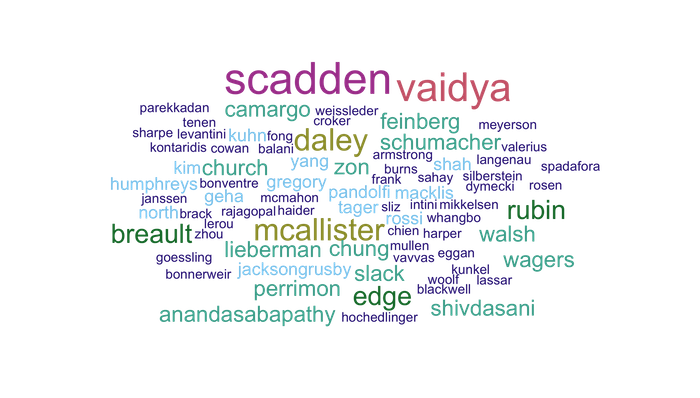 scadden vaidya
parekkadan camargo weissleder
tenen croker feinberg meyerson
sharpe levantini kuhn fong daley schumacher valerius
kontaridis cowan balani armstrong langenau
kim church yang zon burns shah spadafora
humphreys bonventre gregory frank sahay silberstein
janssen geha mcmahon pandolfi macklis dymecki rosen
north brack rajagopal haider tager sliz intini mikkelsen rubin
lerou rossi whangbo
breault zhou mcallister chien harper walsh
goessling lieberman chung mullen eggan
vavvas wagers
bonnerweir jacksongrusby slack kunkel
perrimon woolf lassar
edge blackwell
anandasabapathy hochedlinger shivdasani